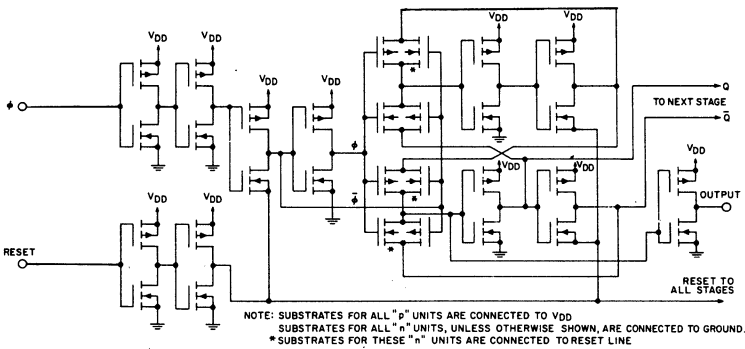 VDD
VDD
VDD
VDD
VDD
VDD
ϕ
*
Q
TO NEXT STAGE
Q̅
ϕ
ϕ̅
VDD
VDD
VDD
*
OUTPUT
VDD
VDD
RESET
*
RESET TO
ALL STAGES
NOTE: SUBSTRATES FOR ALL "p" UNITS ARE CONNECTED TO VDD
SUBSTRATES FOR ALL "n" UNITS, UNLESS OTHERWISE SHOWN, ARE CONNECTED TO GROUND.
* SUBSTRATES FOR THESE "n" UNITS ARE CONNECTED TO RESET LINE